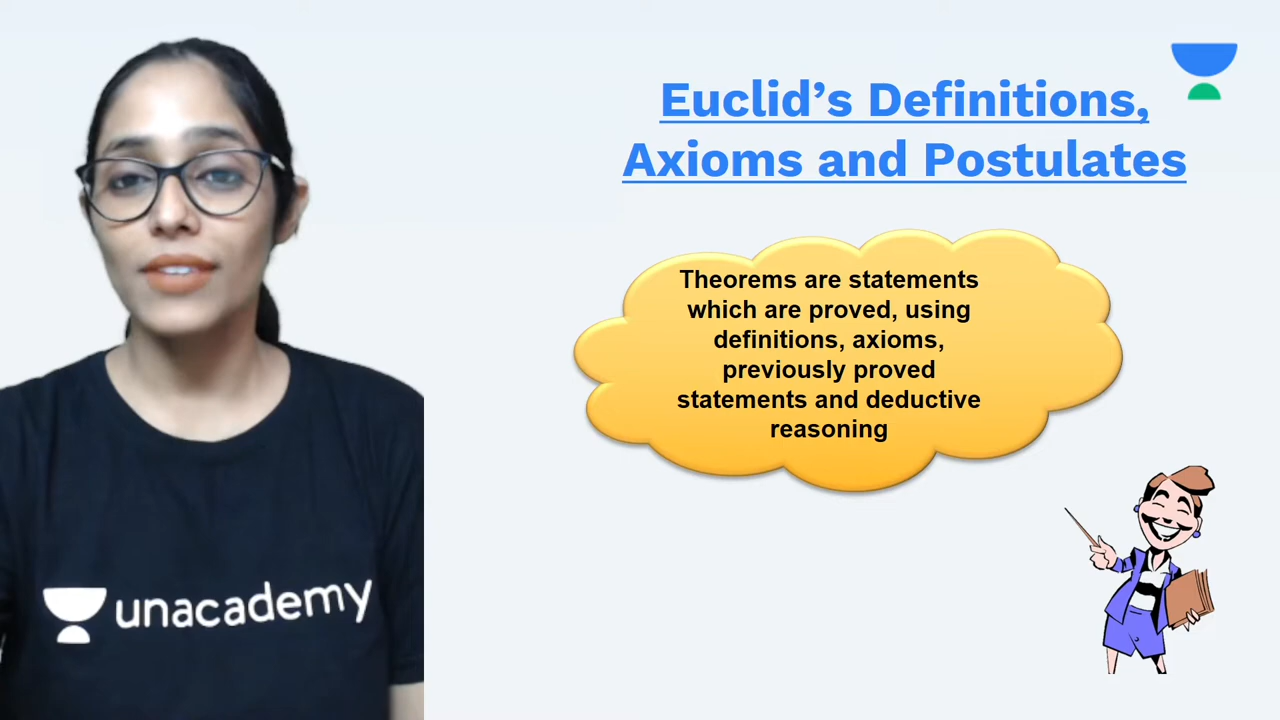 Euclid’s Definitions,
Axioms and Postulates
Theorems are statements
which are proved, using
definitions, axioms,
previously proved
statements and deductive
reasoning
unacademy